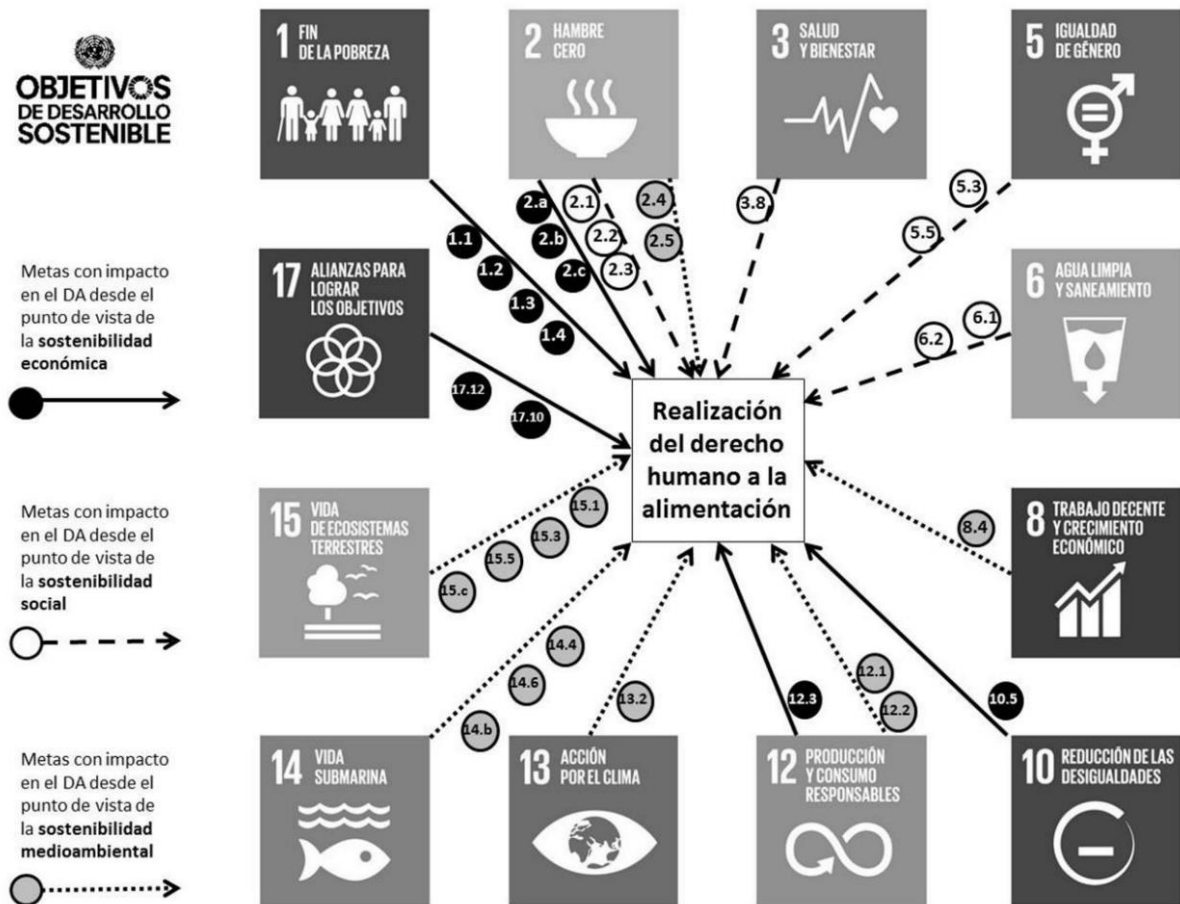 OBJETIVOS
DE DESARROLLO
SOSTENIBLE
1 FIN
DE LA POBREZA
2 HAMBRE
CERO
3 SALUD
Y BIENESTAR
5 IGUALDAD
DE GÉNERO
1.1
1.2
1.3
1.4
2.a
2.b
2.c
2.1
2.2
2.3
2.4
2.5
3.8
5.3
5.5
Metas con impacto
en el DA desde el
punto de vista de
la sostenibilidad
económica
17 ALIANZAS PARA
LOGRAR
LOS OBJETIVOS
17.12
17.10
6 AGUA LIMPIA
Y SANEAMIENTO
6.1
6.2
Realización
del derecho
humano a la
alimentación
Metas con impacto
en el DA desde el
punto de vista de
la sostenibilidad
social
15 VIDA
DE ECOSISTEMAS
TERRESTRES
15.1
15.3
15.5
15.c
8 TRABAJO DECENTE
Y CRECIMIENTO
ECONÓMICO
8.4
14.4
14.6
14.b
13.2
12.3
12.1
12.2
10.5
Metas con impacto
en el DA desde el
punto de vista de
la sostenibilidad
medioambiental
14 VIDA
SUBMARINA
13 ACCIÓN
POR EL CLIMA
12 PRODUCCIÓN
Y CONSUMO
RESPONSABLES
10 REDUCCIÓN DE LAS
DESIGUALDADES